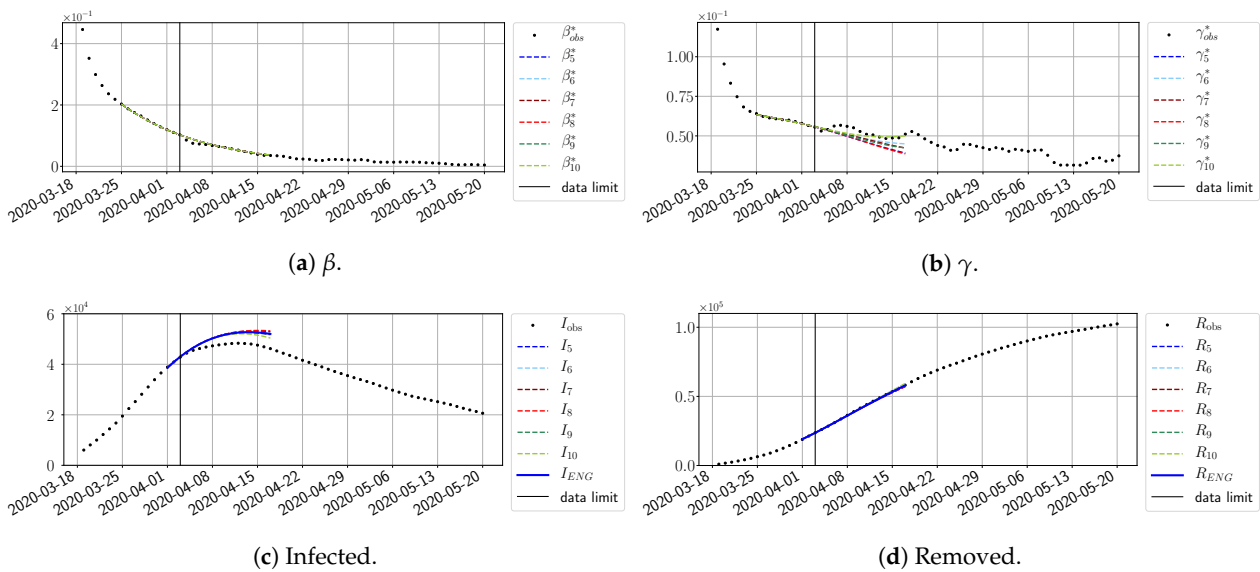 ×10⁻¹
4
2
0
2020-03-18
2020-03-25
2020-04-01
2020-04-08
2020-04-15
2020-04-22
2020-04-29
2020-05-06
2020-05-13
2020-05-20
β*obs
β*5
β*6
β*7
β*8
β*9
β*10
data limit
(a) β.
×10⁻¹
1.00
0.75
0.50
2020-03-18
2020-03-25
2020-04-01
2020-04-08
2020-04-15
2020-04-22
2020-04-29
2020-05-06
2020-05-13
2020-05-20
γ*obs
γ*5
γ*6
γ*7
γ*8
γ*9
γ*10
data limit
(b) γ.
×10⁴
6
4
2
0
2020-03-18
2020-03-25
2020-04-01
2020-04-08
2020-04-15
2020-04-22
2020-04-29
2020-05-06
2020-05-13
2020-05-20
Iobs
I5
I6
I7
I8
I9
I10
IENG
data limit
(c) Infected.
×10⁵
1.0
0.5
0.0
2020-03-18
2020-03-25
2020-04-01
2020-04-08
2020-04-15
2020-04-22
2020-04-29
2020-05-06
2020-05-13
2020-05-20
Robs
R5
R6
R7
R8
R9
R10
RENG
data limit
(d) Removed.